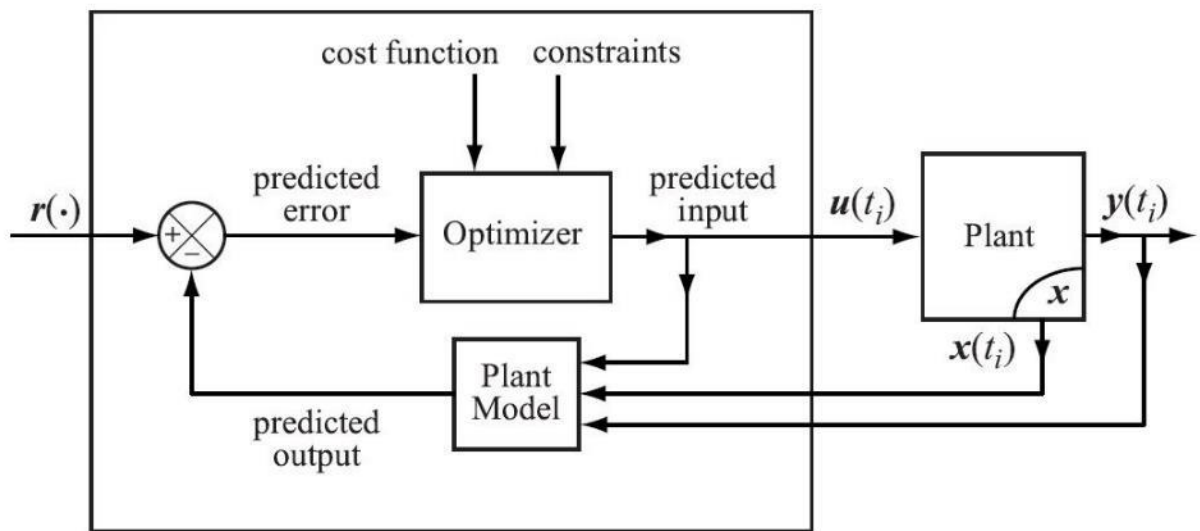 cost function
constraints
r(·)
+
−
predicted
error
Optimizer
predicted
input
u(tᵢ)
Plant
y(tᵢ)
x
x(tᵢ)
Plant
Model
predicted
output